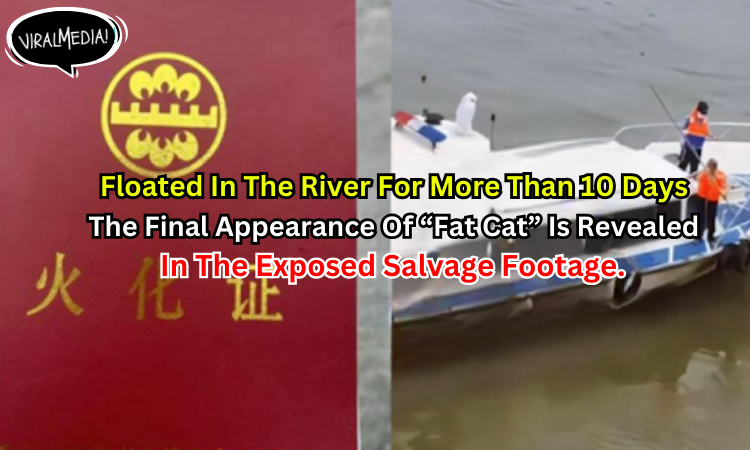 VIRALMEDIA!
Floated In The River For More Than 10 Days
The Final Appearance Of “Fat Cat” Is Revealed
In The Exposed Salvage Footage.
火化证